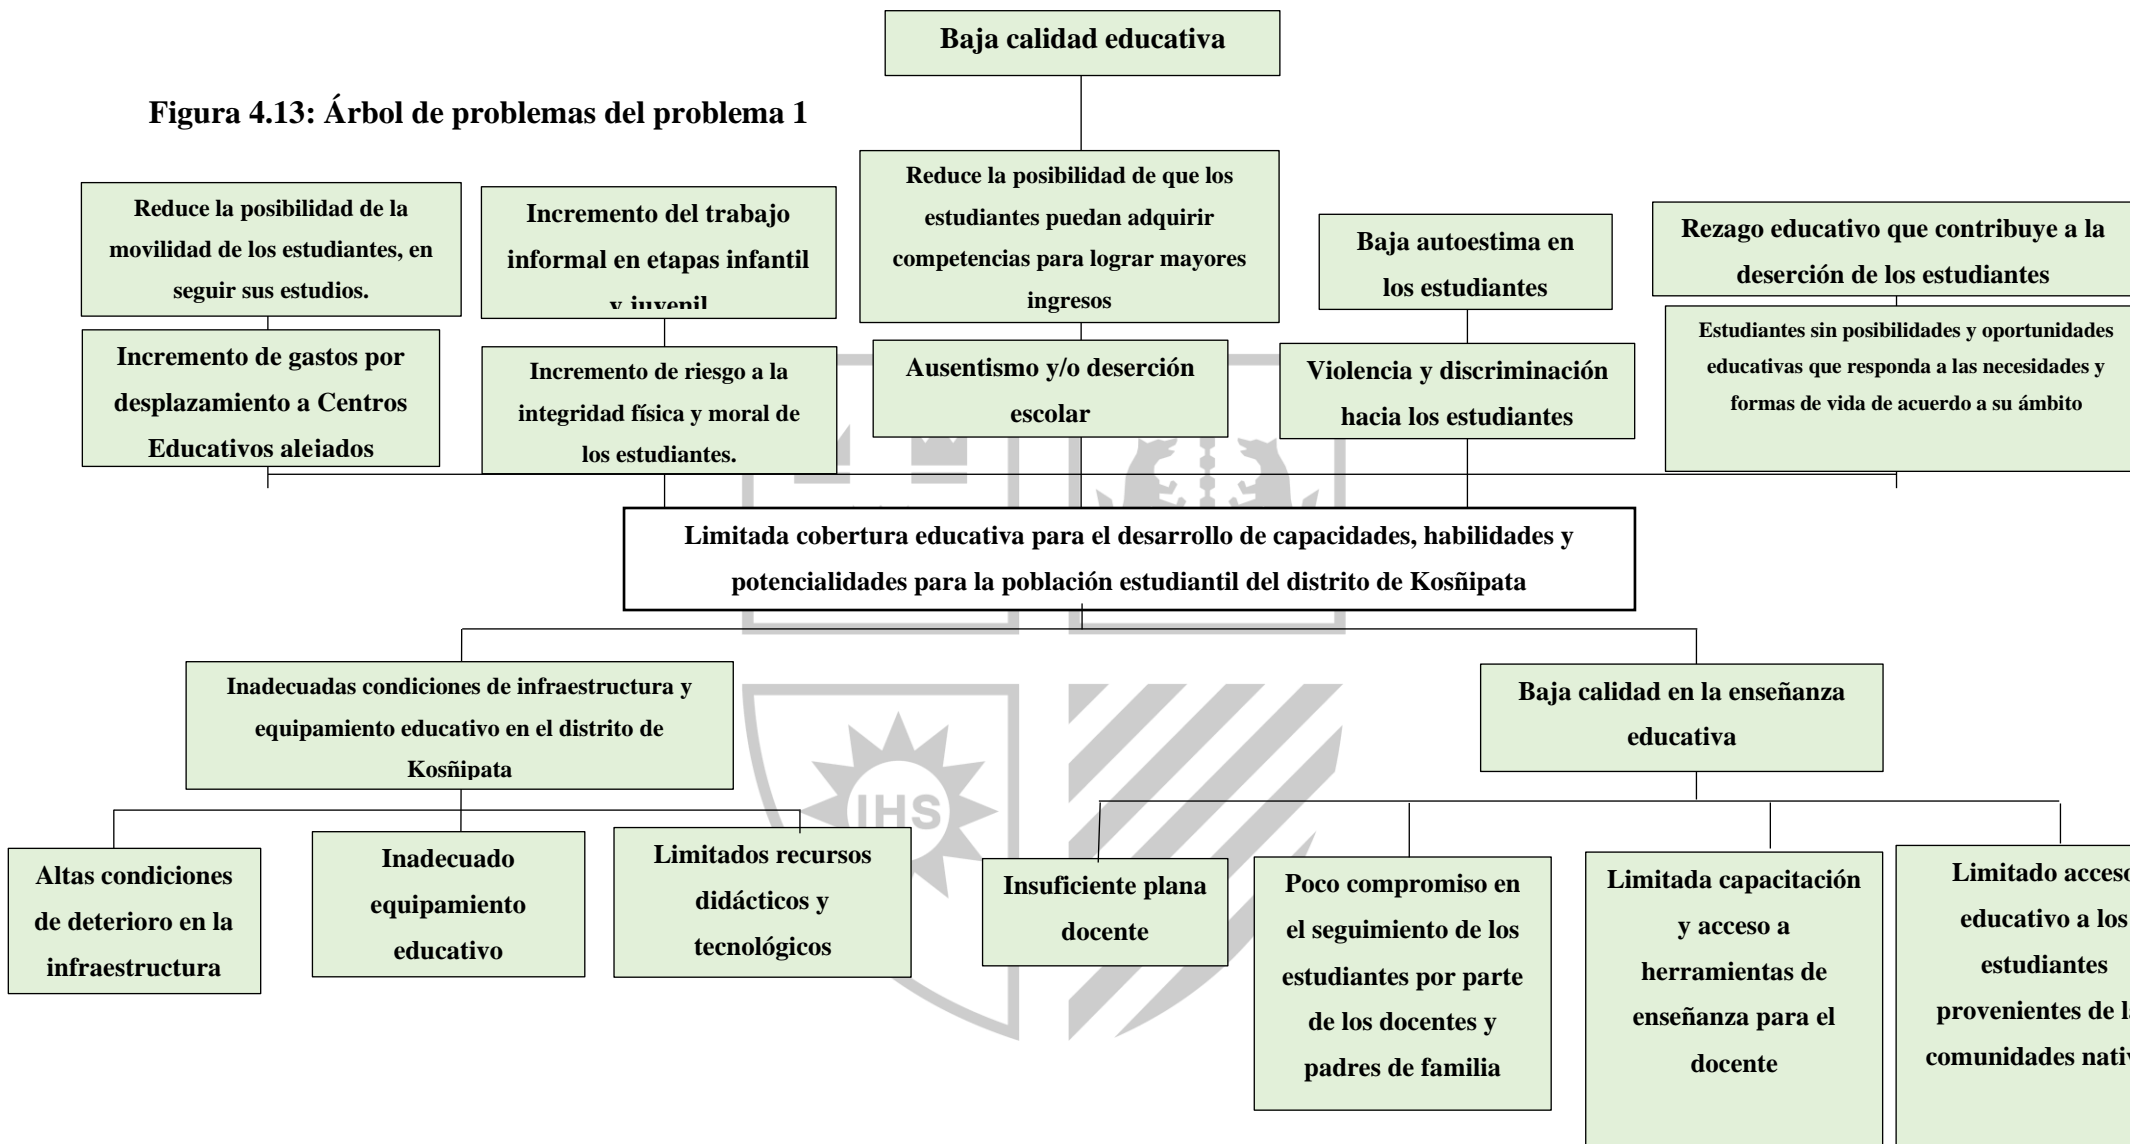 Baja calidad educativa
Figura 4.13: Árbol de problemas del problema 1
Reduce la posibilidad de la
movilidad de los estudiantes, en
seguir sus estudios.
Incremento del trabajo
informal en etapas infantil
y juvenil
Reduce la posibilidad de que los
estudiantes puedan adquirir
competencias para lograr mayores
ingresos
Baja autoestima en
los estudiantes
Rezago educativo que contribuye a la
deserción de los estudiantes
Incremento de gastos por
desplazamiento a Centros
Educativos alejados
Incremento de riesgo a la
integridad física y moral de
los estudiantes.
Ausentismo y/o deserción
escolar
Violencia y discriminación
hacia los estudiantes
Estudiantes sin posibilidades y oportunidades
educativas que responda a las necesidades y
formas de vida de acuerdo a su ámbito
Limitada cobertura educativa para el desarrollo de capacidades, habilidades y
potencialidades para la población estudiantil del distrito de Kosñipata
Inadecuadas condiciones de infraestructura y
equipamiento educativo en el distrito de
Kosñipata
Baja calidad en la enseñanza
educativa
IHS
Altas condiciones
de deterioro en la
infraestructura
Inadecuado
equipamiento
educativo
Limitados recursos
didácticos y
tecnológicos
Insuficiente plana
docente
Poco compromiso en
el seguimiento de los
estudiantes por parte
de los docentes y
padres de familia
Limitada capacitación
y acceso a
herramientas de
enseñanza para el
docente
Limitado acceso
educativo a los
estudiantes
provenientes de
comunidades